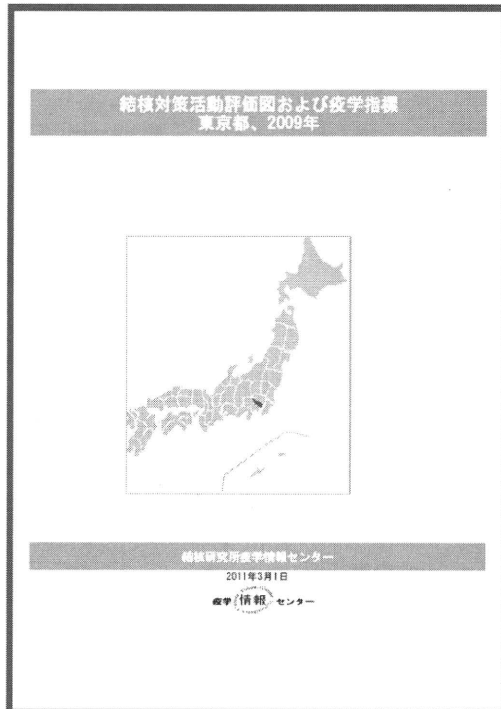 結核対策活動評価図および疫学指標
東京都、2009年
結核研究所疫学情報センター
2011年3月1日
疫学 情報 センター